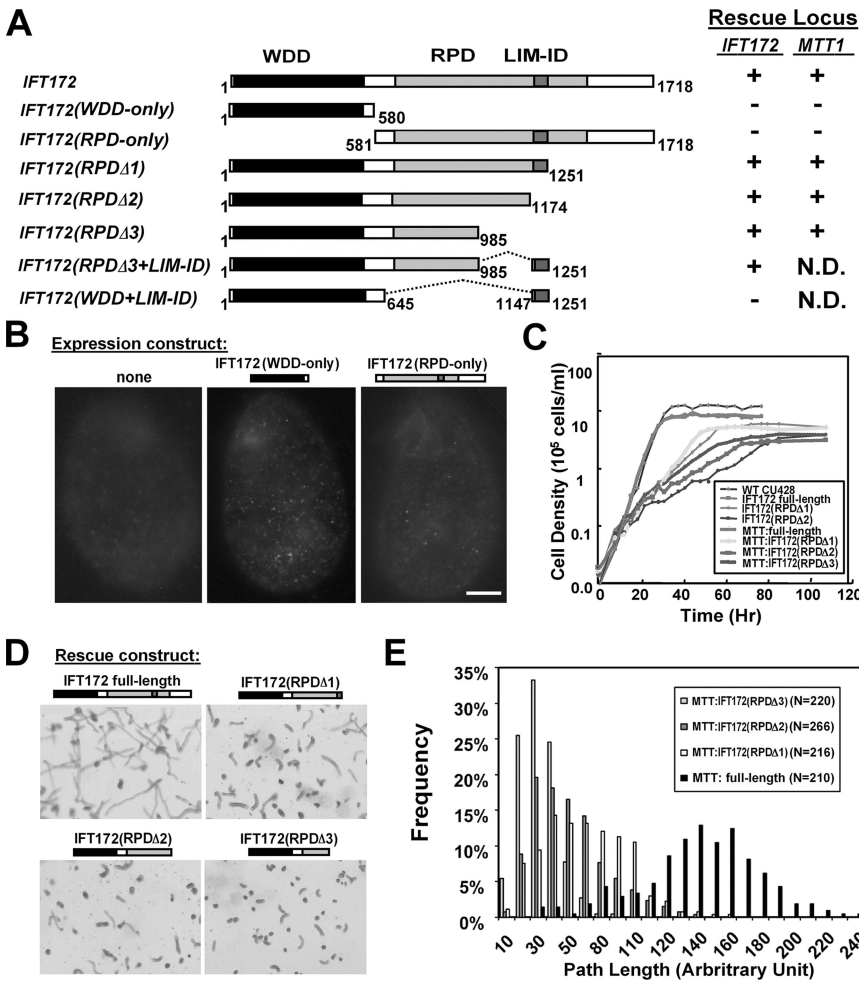 A
Rescue Locus
WDD RPD LIM-ID IFT172 MTT1
IFT172 1 1718 + +
IFT172(WDD-only) 1 580 - -
IFT172(RPD-only) 581 1718 - -
IFT172(RPDΔ1) 1 1251 + +
IFT172(RPDΔ2) 1 1174 + +
IFT172(RPDΔ3) 1 985 + +
IFT172(RPDΔ3+LIM-ID) 1 985 1251 + N.D.
IFT172(WDD+LIM-ID) 1 645 1147 1251 - N.D.
B
Expression construct:
none
IFT172(WDD-only)
IFT172(RPD-only)
C
Cell Density (10⁵ cells/ml)
100
10
1
0.1
0.0
0 20 40 60 80 100 120
Time (Hr)
WT CU428
IFT172 full-length
IFT172(RPDΔ1)
IFT172(RPDΔ2)
MTT:full-length
MTT:IFT172(RPDΔ1)
MTT:IFT172(RPDΔ2)
MTT:IFT172(RPDΔ3)
D
Rescue construct:
IFT172 full-length
IFT172(RPDΔ1)
IFT172(RPDΔ2)
IFT172(RPDΔ3)
E
Frequency
35%
30%
25%
20%
15%
10%
5%
0%
MTT:IFT172(RPDΔ3) (N=220)
MTT:IFT172(RPDΔ2) (N=266)
MTT:IFT172(RPDΔ1) (N=216)
MTT: full-length (N=210)
10 30 50 60 80 110 120 140 160 180 200 220 240
Path Length (Arbritrary Unit)